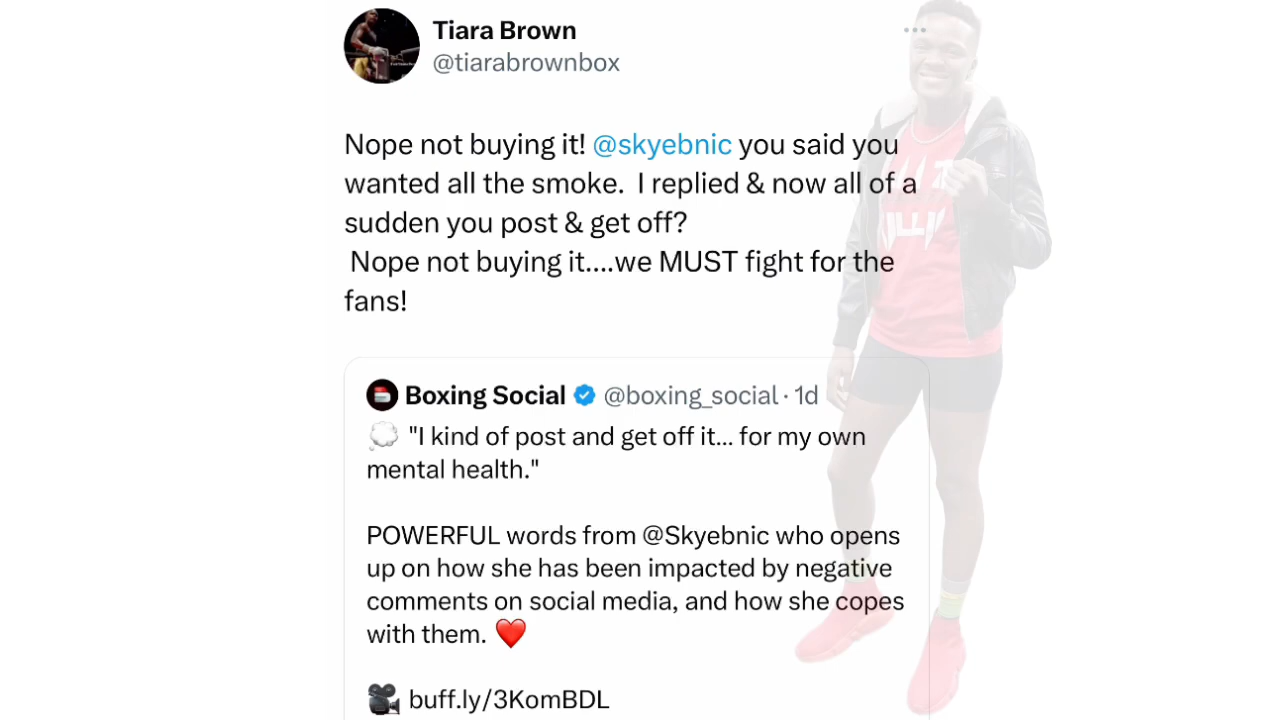 Tiara Brown
@tiarabrownbox
Nope not buying it! @skyebnic you said you
wanted all the smoke.  I replied & now all of a
sudden you post & get off?
Nope not buying it....we MUST fight for the
fans!
Boxing Social @boxing_social · 1d
💭 "I kind of post and get off it... for my own
mental health."
POWERFUL words from @Skyebnic who opens
up on how she has been impacted by negative
comments on social media, and how she copes
with them. ❤️
🎥 buff.ly/3KomBDL